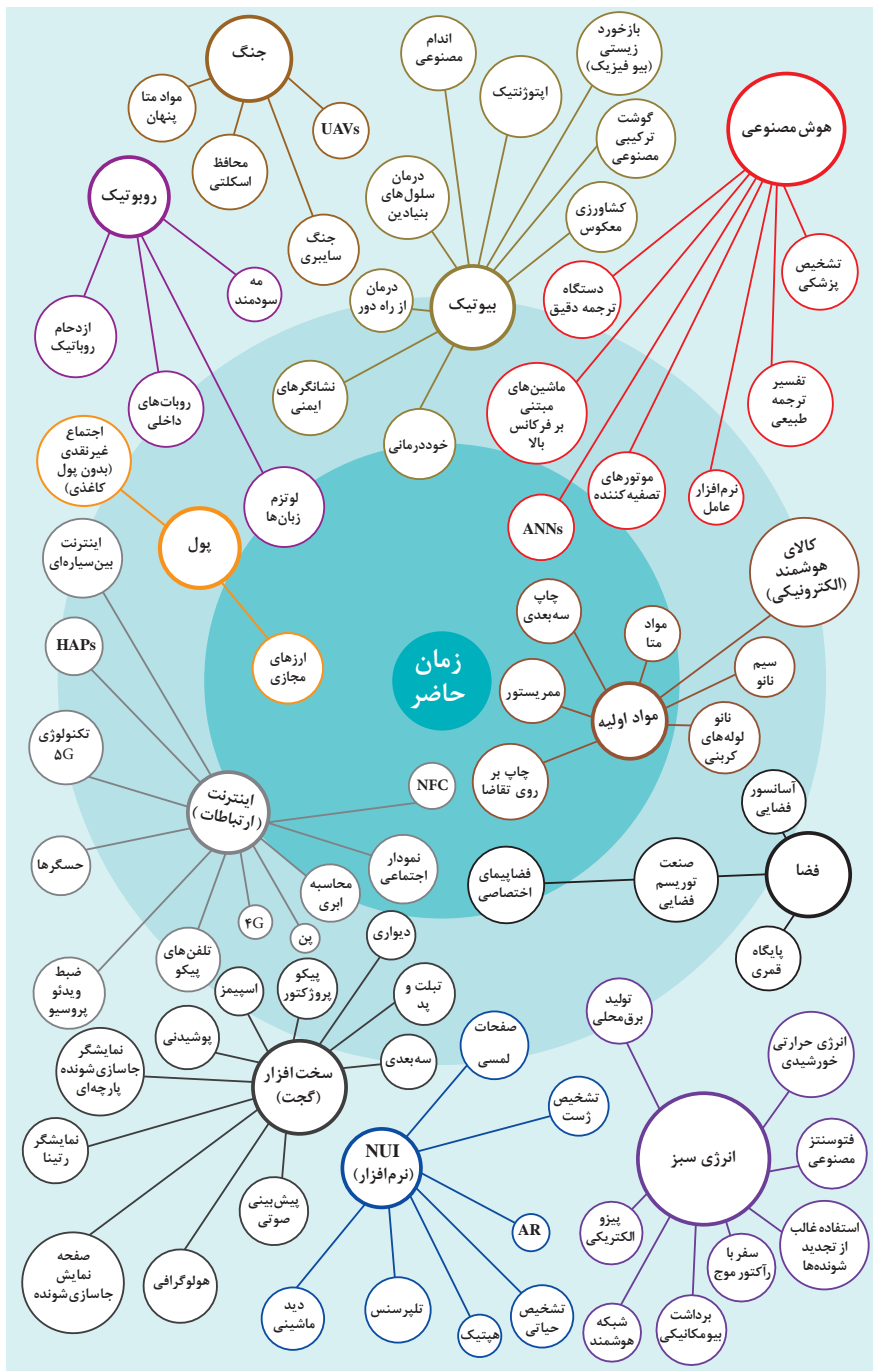 جنگ
مواد متا
پنهان
محافظ
اسکلتی
جنگ
سایبری
UAVs
روبوتیک
ازدحام
روباتیک
روبات‌های
داخلی
لوتزم
زبان‌ها
مه
سودمند
بیوتیک
اندام
مصنوعی
اپتوژنتیک
بازخورد
زیستی
(بیو فیزیک)
گوشت
ترکیبی
مصنوعی
کشاورزی
معکوس
درمان
سلول‌های
بنیادین
درمان
از راه دور
نشانگرهای
ایمنی
خوددرمانی
هوش مصنوعی
دستگاه
ترجمه دقیق
ماشین‌های
مبتنی
بر فرکانس
بالا
ANNs
موتورهای
تصفیه کننده
نرم‌افزار
عامل
تفسیر
ترجمه
طبیعی
تشخیص
پزشکی
پول
اجتماع
غیرنقدی
(بدون پول
کاغذی)
ارزهای
مجازی
زمان
حاضر
مواد اولیه
چاپ
سه‌بعدی
مواد
متا
کالای
هوشمند
(الکترونیکی)
سیم
نانو
نانو
لوله‌های
کربنی
ممریستور
چاپ بر
روی تقاضا
اینترنت
(ارتباطات)
اینترنت
بین‌سیاره‌ای
HAPs
تکنولوژی
۵G
حسگرها
ضبط
ویدئو
پروسیو
تلفن‌های
پیکو
۴G
پن
محاسبه
ابری
نمودار
اجتماعی
NFC
فضا
آسانسور
فضایی
صنعت
توریسم
فضایی
فضاپیمای
اختصاصی
پایگاه
قمری
سخت‌افزار
(گجت)
دیواری
پیکو
پروژکتور
اسپیمز
تبلت و
پد
سه‌بعدی
پوشیدنی
نمایشگر
جاسازی‌شونده
پارچه‌ای
نمایشگر
رتینا
صفحه
نمایش
جاسازی‌شونده
هولوگرافی
پیش‌بینی
صوتی
NUI
(نرم‌افزار)
صفحات
لمسی
تشخیص
ژست
AR
تشخیص
حیاتی
هپتیک
تلپرسنس
دید
ماشینی
انرژی سبز
تولید
برق‌محلی
انرژی حرارتی
خورشیدی
فتوسنتز
مصنوعی
استفاده غالب
از تجدید
شونده‌ها
سفر با
رآکتور موج
برداشت
بیومکانیکی
شبکه
هوشمند
پیزو
الکتریکی